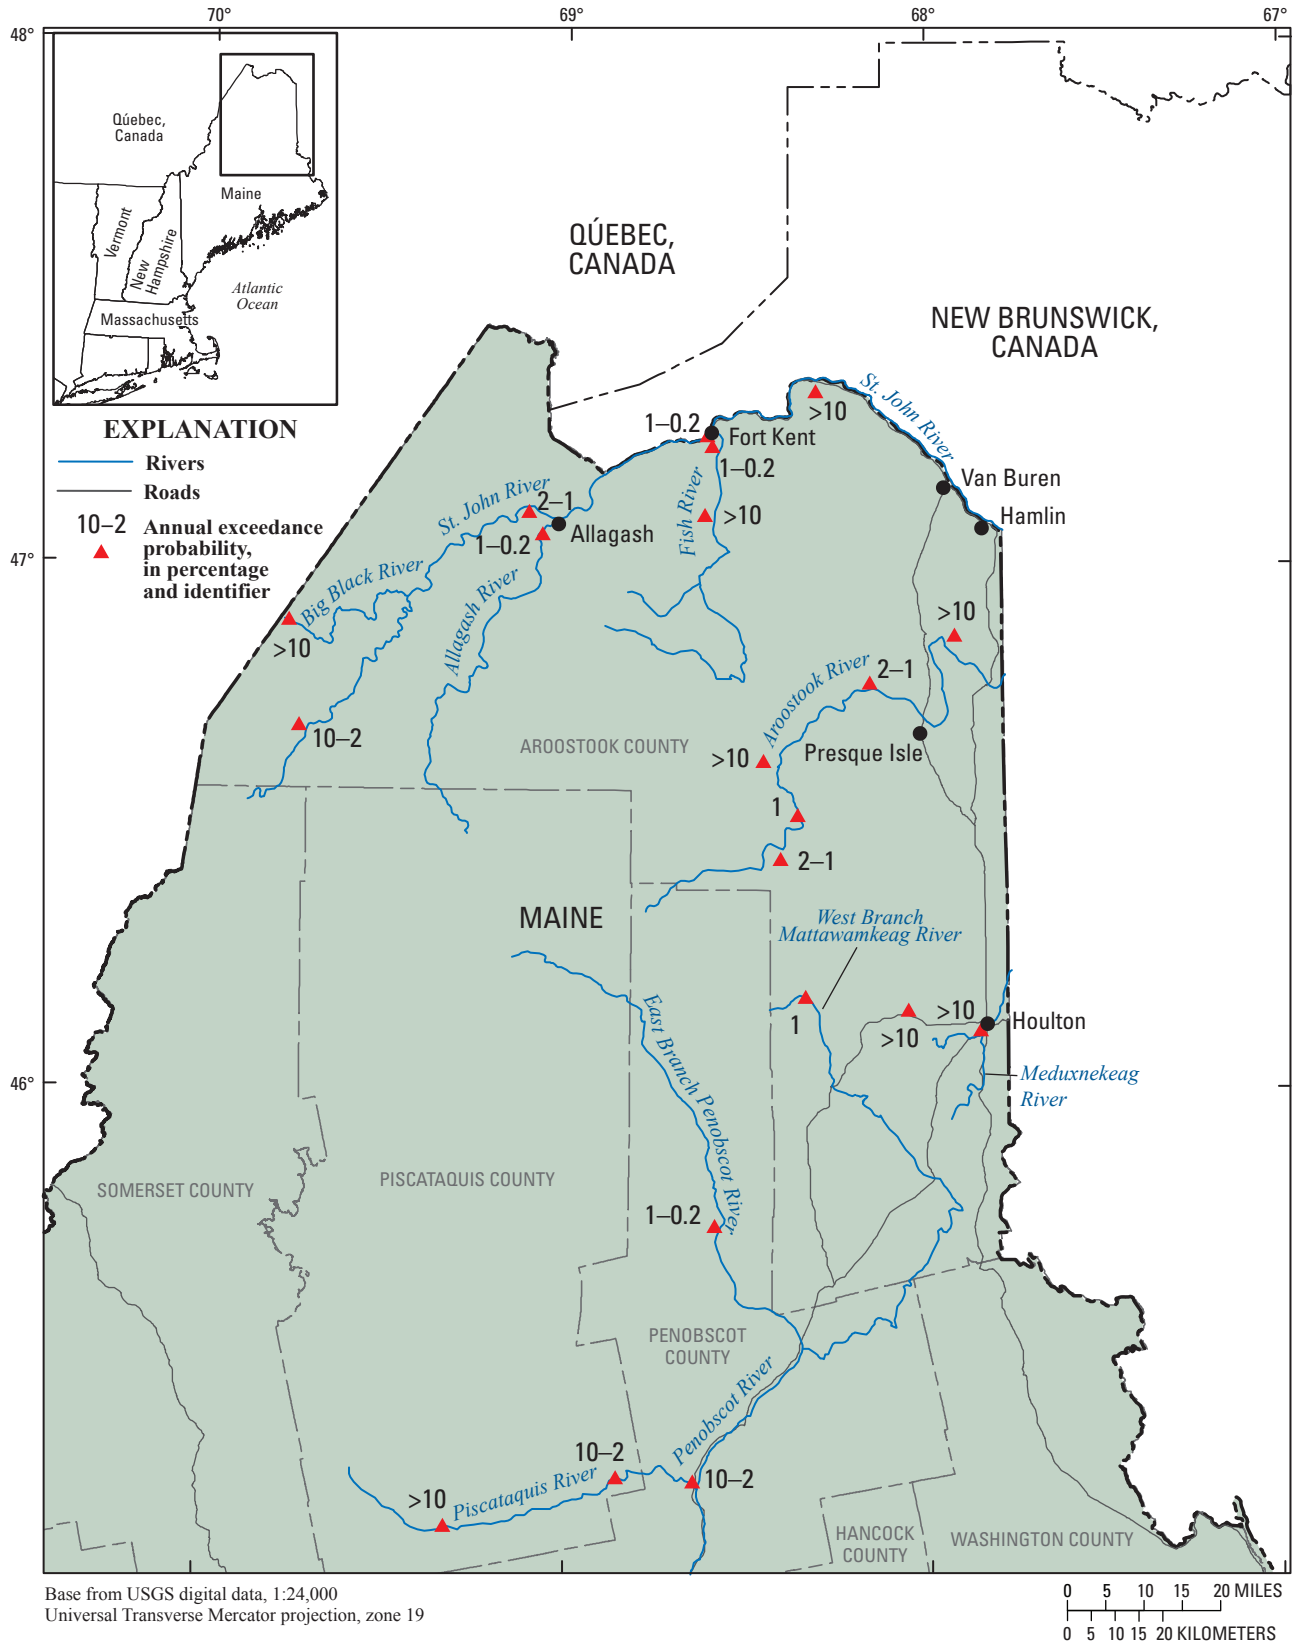 70°
69°
68°
67°
48°
47°
46°
Qúebec,
Canada
Maine
Vermont
New
Hampshire
Atlantic
Ocean
Massachusetts
EXPLANATION
Rivers
Roads
10–2
Annual exceedance
probability,
in percentage
and identifier
QÚEBEC,
CANADA
NEW BRUNSWICK,
CANADA
St. John River
>10
1–0.2
Fort Kent
1–0.2
Van Buren
Hamlin
Fish River
>10
St. John River
2–1
Allagash
1–0.2
Big Black River
>10
Allagash River
10–2
AROOSTOOK COUNTY
>10
Aroostook River
2–1
Presque Isle
>10
1
2–1
MAINE
West Branch
Mattawamkeag River
1
>10
>10
Houlton
Meduxnekeag
River
East Branch Penobscot River
1–0.2
SOMERSET COUNTY
PISCATAQUIS COUNTY
PENOBSCOT
COUNTY
Penobscot River
10–2
10–2
Piscataquis River
>10
HANCOCK
COUNTY
WASHINGTON COUNTY
Base from USGS digital data, 1:24,000
Universal Transverse Mercator projection, zone 19
0 5 10 15 20 MILES
0 5 10 15 20 KILOMETERS